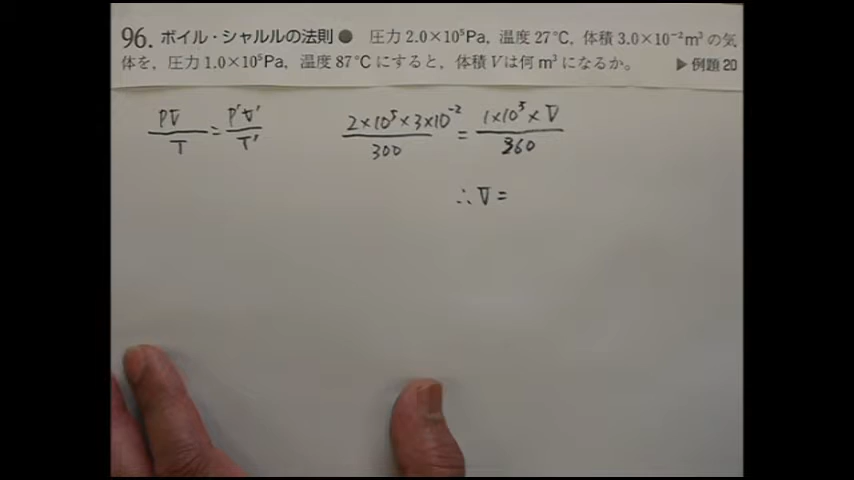 96. ボイル・シャルルの法則● 圧力 2.0×10⁵Pa, 温度 27℃, 体積 3.0×10⁻²m³ の気
体を, 圧力 1.0×10⁵Pa, 温度 87℃ にすると, 体積 V は何 m³ になるか。 ▶例題20
PV/T = P'V'/T' 2×10⁵×3×10⁻²/300 = 1×10⁵×V/360
∴V=